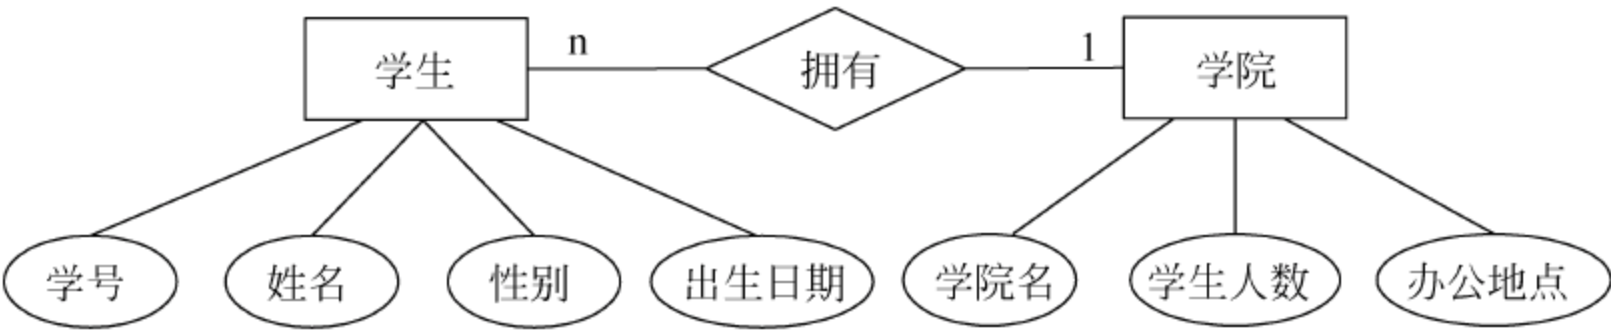 学生 n 拥有 1 学院
学号 姓名 性别 出生日期 学院名 学生人数 办公地点